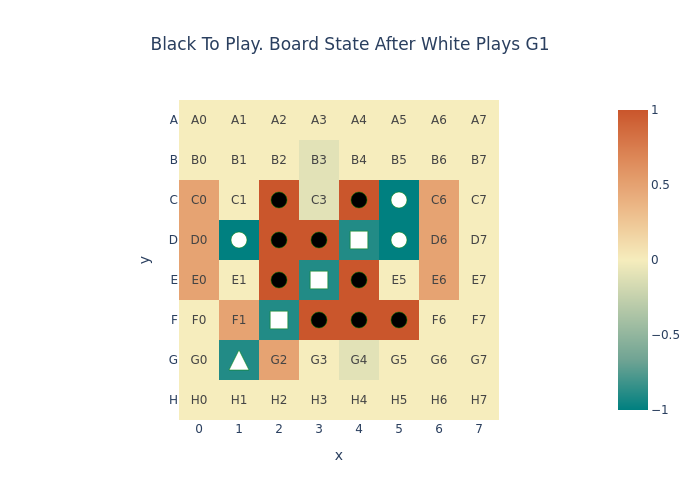 Black To Play. Board State After White Plays G1
A A0 A1 A2 A3 A4 A5 A6 A7
B B0 B1 B2 B3 B4 B5 B6 B7
C C0 C1 C3 C6 C7
D D0 D6 D7
E E0 E1 E5 E6 E7
F F0 F1 F6 F7
G G0 G2 G3 G4 G5 G6 G7
H H0 H1 H2 H3 H4 H5 H6 H7
0 1 2 3 4 5 6 7
x
y
1
0.5
0
−0.5
−1